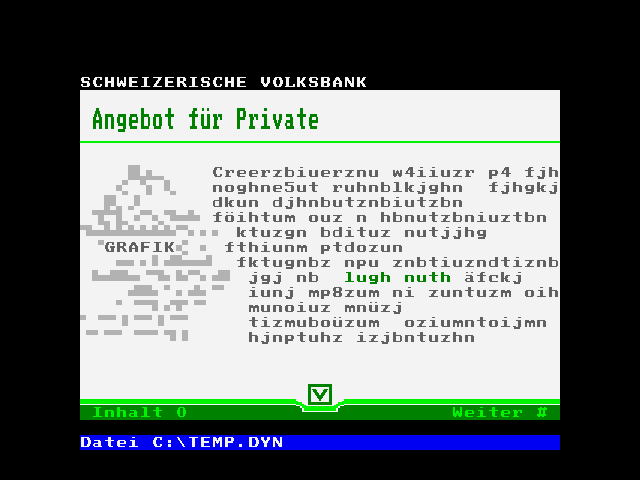 SCHWEIZERISCHE VOLKSBANK
Angebot für Private
Creerzbiuerznu w4iiuzr p4 fjh
noghne5ut ruhnblkjghn fjhgkj
dkun djhnbutznbiutzbn
föihtum ouz n hbnutzbniuztbn
ktuzgn bdituz nutjjhg
GRAFIK fthiunm ptdozun
fktugnbz npu znbtiuzndtiznb
jgj nb lugh nuth äfckj
iunj mp8zum ni zuntuzm oih
munoiuz mnüzj
tizmuboüzum oziumntoijmn
hjnptuhz izjbntuzhn
Inhalt 0 Weiter #
Datei C:\TEMP.DYN